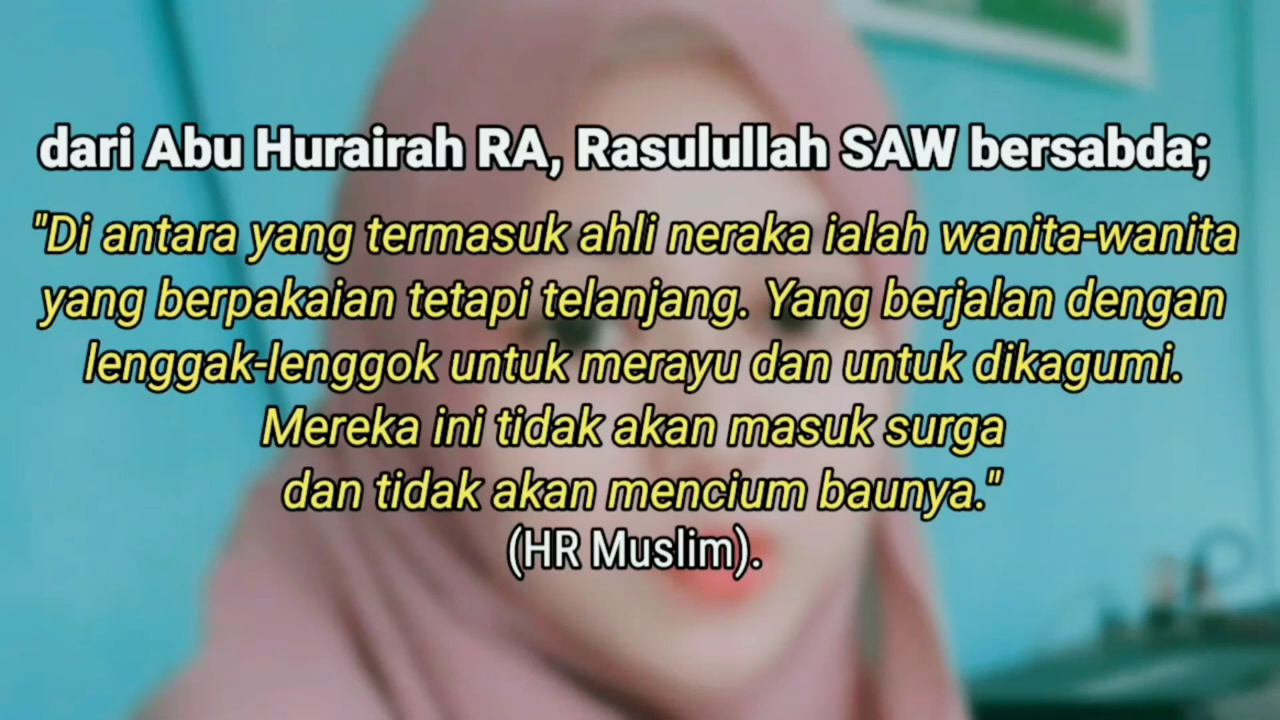 dari Abu Hurairah RA, Rasulullah SAW bersabda;
"Di antara yang termasuk ahli neraka ialah wanita-wanita
yang berpakaian tetapi telanjang. Yang berjalan dengan
lenggak-lenggok untuk merayu dan untuk dikagumi.
Mereka ini tidak akan masuk surga
dan tidak akan mencium baunya."
(HR Muslim).